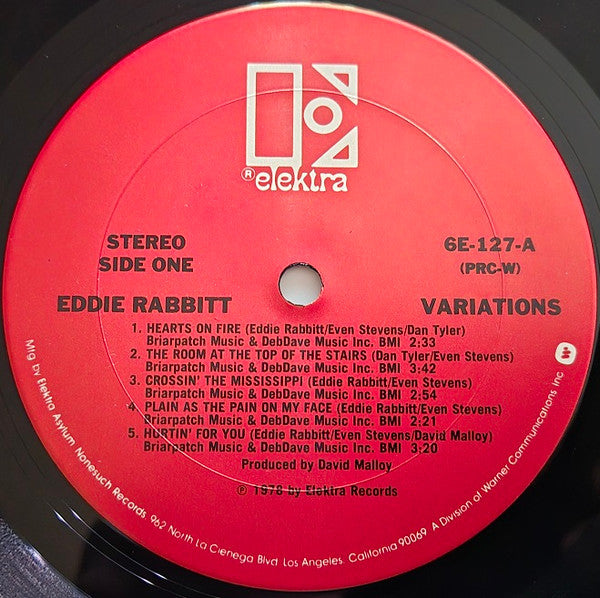 ® elektra
STEREO
SIDE ONE
6E-127-A
(PRC-W)
EDDIE RABBITT
VARIATIONS
1. HEARTS ON FIRE (Eddie Rabbitt/Even Stevens/Dan Tyler)
Briarpatch Music & DebDave Music Inc. BMI 2:33
2. THE ROOM AT THE TOP OF THE STAIRS (Dan Tyler/Even Stevens)
Briarpatch Music & DebDave Music Inc. BMI 3:42
3. CROSSIN' THE MISSISSIPPI (Eddie Rabbitt/Even Stevens)
Briarpatch Music & DebDave Music Inc. BMI 2:54
4. PLAIN AS THE PAIN ON MY FACE (Eddie Rabbitt/Even Stevens)
Briarpatch Music & DebDave Music Inc. BMI 2:21
5. HURTIN' FOR YOU (Eddie Rabbitt/Even Stevens/David Malloy)
Briarpatch Music & DebDave Music Inc. BMI 3:20
Produced by David Malloy
℗ 1978 by Elektra Records
Mfg by Elektra Asylum Nonesuch Records. 962 North La Cienega Blvd Los Angeles. California 90069 A Division of Warner Communications Inc